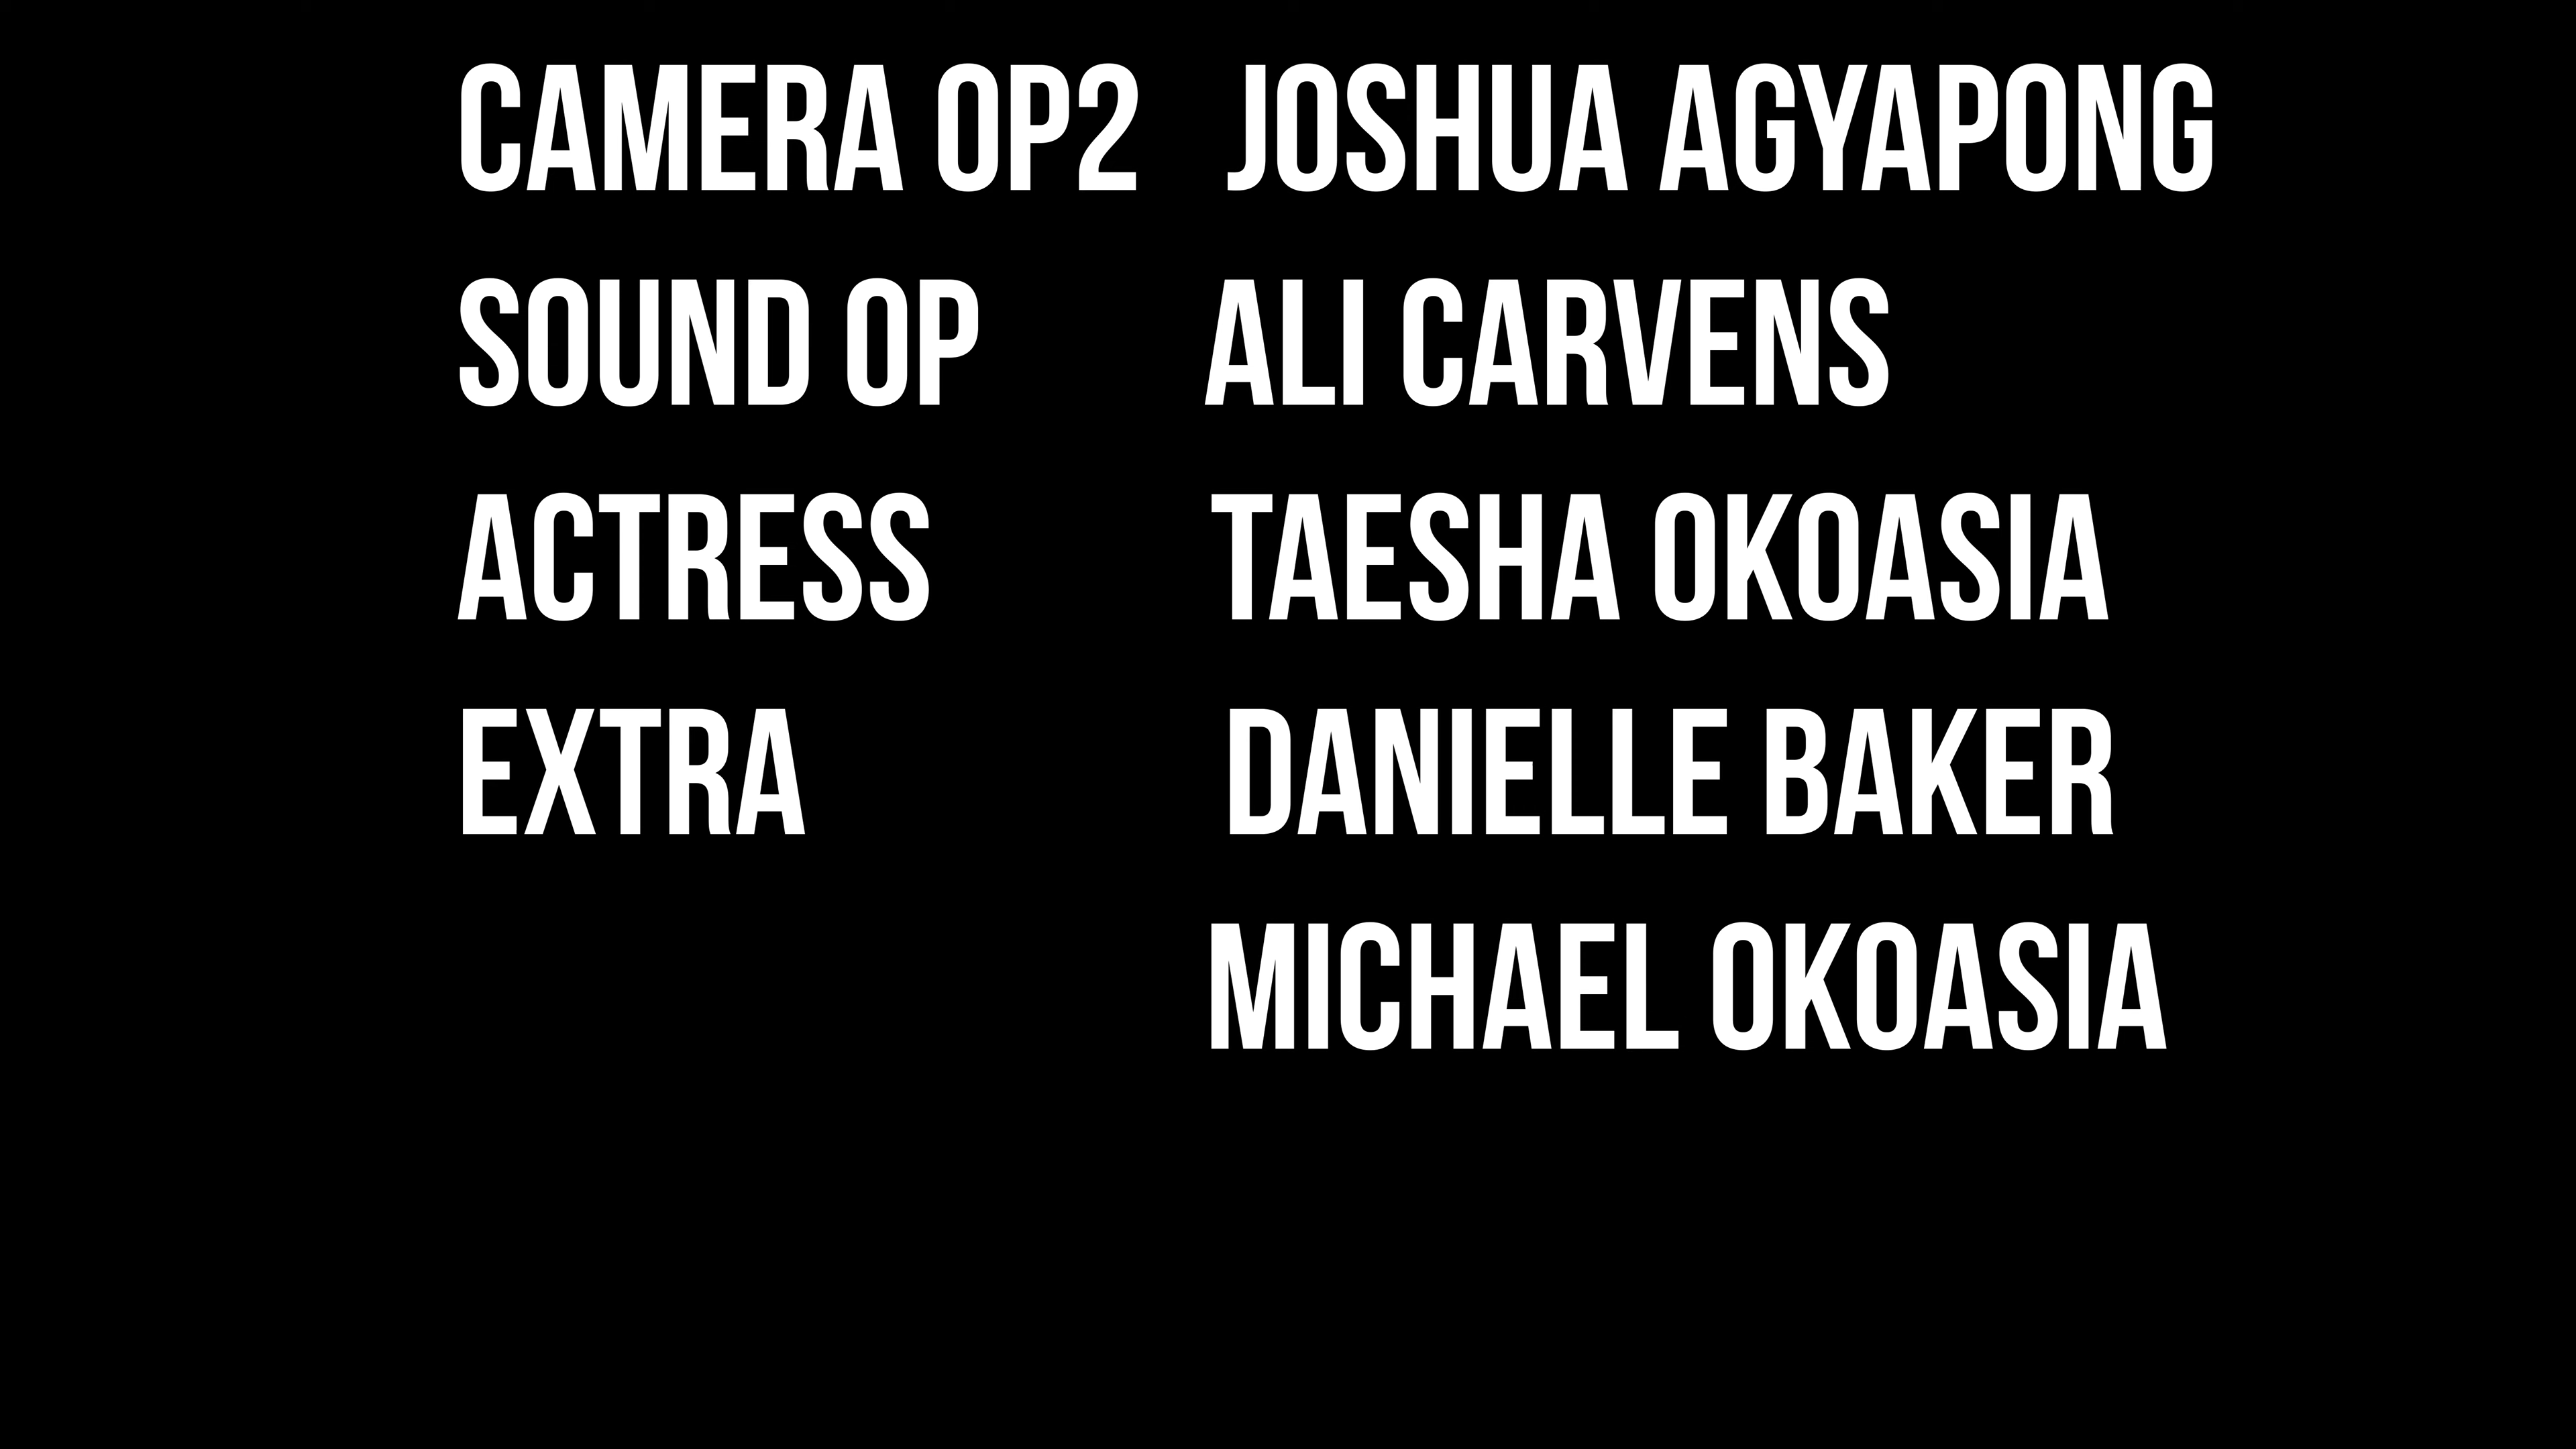 CAMERA OP2 JOSHUA AGYAPONG
SOUND OP ALI CARVENS
ACTRESS TAESHA OKOASIA
EXTRA DANIELLE BAKER
MICHAEL OKOASIA